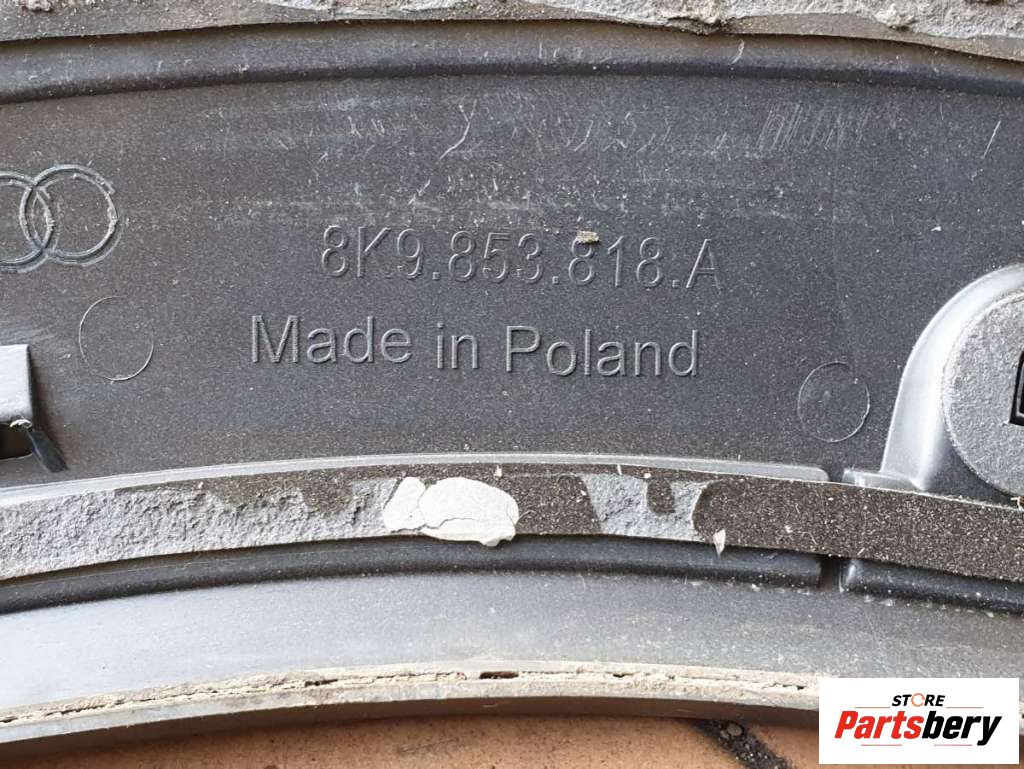 8K9.853.818.A
Made in Poland
STORE
Partsbery